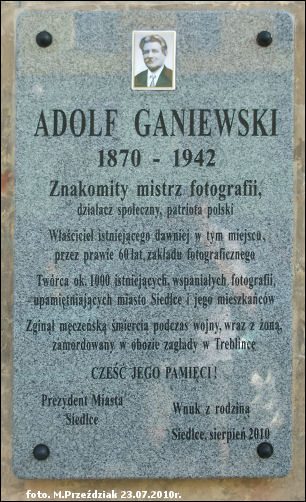 ADOLF GANIEWSKI
1870 - 1942
Znakomity mistrz fotografii,
działacz społeczny, patriota polski
Właściciel istniejącego dawniej w tym miejscu,
przez prawie 60 lat, zakładu fotograficznego
Twórca ok. 1000 istniejących, wspaniałych fotografii,
upamiętniających miasto Siedlce i jego mieszkańców
Zginął męczeńską śmiercią podczas wojny, wraz z żoną,
zamordowany w obozie zagłady w Treblince
CZEŚĆ JEGO PAMIĘCI !
Prezydent Miasta
Siedlce
Wnuk z rodziną
Siedlce, sierpień 2010
foto. M.Przeździak 23.07.2010r.